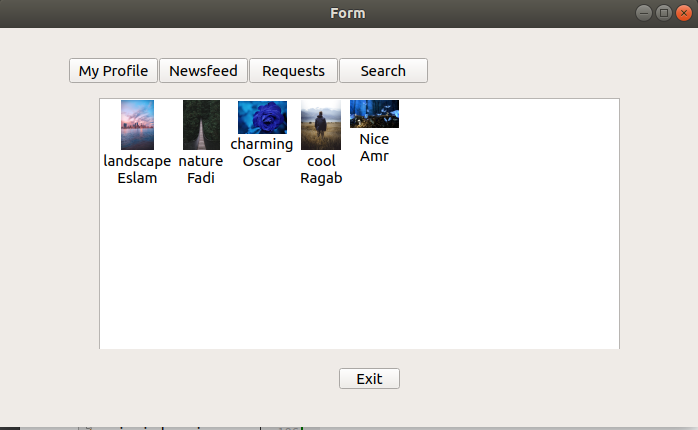 Form
My Profile
Newsfeed
Requests
Search
landscape
Eslam
nature
Fadi
charming
Oscar
cool
Ragab
Nice
Amr
Exit